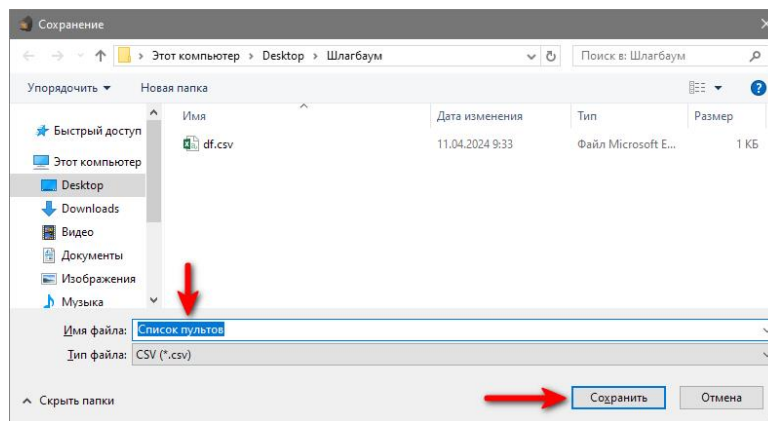 Сохранение
Этот компьютер > Desktop > Шлагбаум
Поиск в: Шлагбаум
Упорядочить
Новая папка
Имя
Дата изменения
Тип
Размер
df.csv
11.04.2024 9:33
Файл Microsoft E...
1 КБ
Быстрый доступ
Этот компьютер
Desktop
Downloads
Видео
Документы
Изображения
Музыка
Имя файла: Список пультов
Тип файла: CSV (*.csv)
Скрыть папки
Сохранить
Отмена